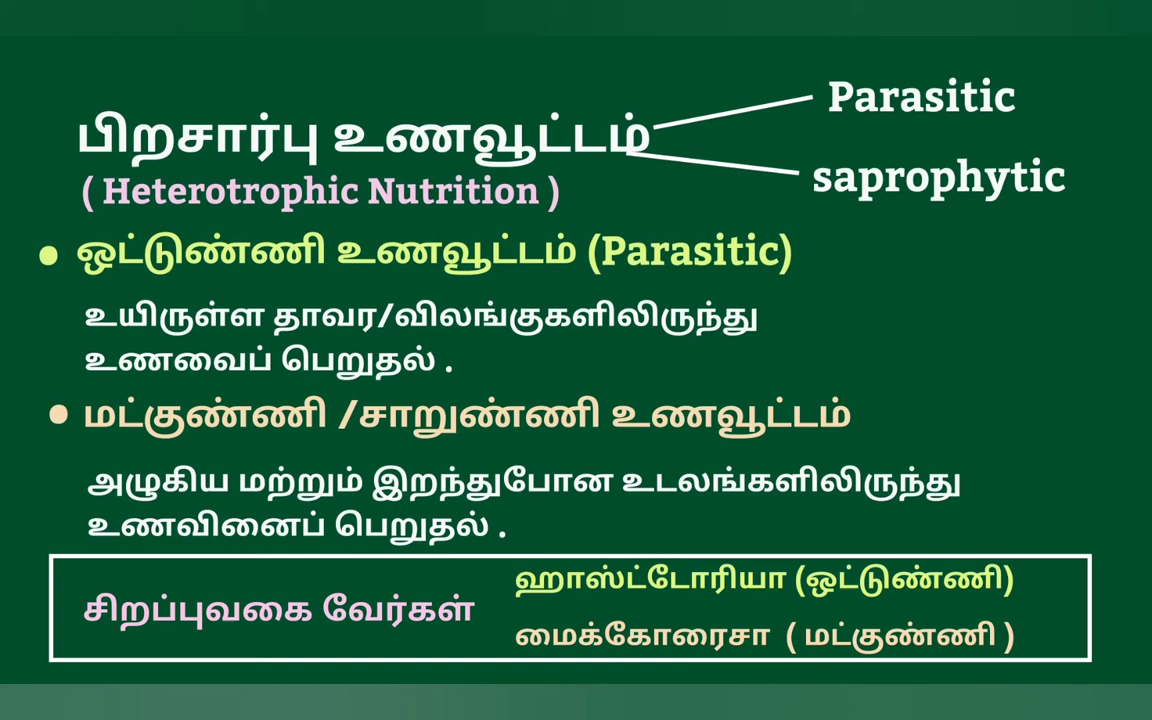 பிறசார்பு உணவூட்டம்
Parasitic
saprophytic
( Heterotrophic Nutrition )
• ஒட்டுண்ணி உணவூட்டம் (Parasitic)
உயிருள்ள தாவர/விலங்குகளிலிருந்து
உணவைப் பெறுதல் .
• மட்குண்ணி /சாறுண்ணி உணவூட்டம்
அழுகிய மற்றும் இறந்துபோன உடலங்களிலிருந்து
உணவினைப் பெறுதல் .
சிறப்புவகை வேர்கள்
ஹாஸ்ட்டோரியா (ஒட்டுண்ணி)
மைக்கோரைசா ( மட்குண்ணி )